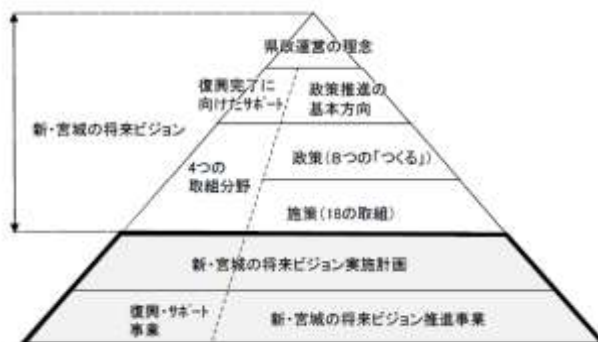 県政運営の理念
復興完了に
向けたサポート
政策推進の
基本方向
新・宮城の将来ビジョン
政策(8つの「つくる」)
4つの
取組分野
施策(18の取組)
新・宮城の将来ビジョン実施計画
復興・サポート
事業
新・宮城の将来ビジョン推進事業